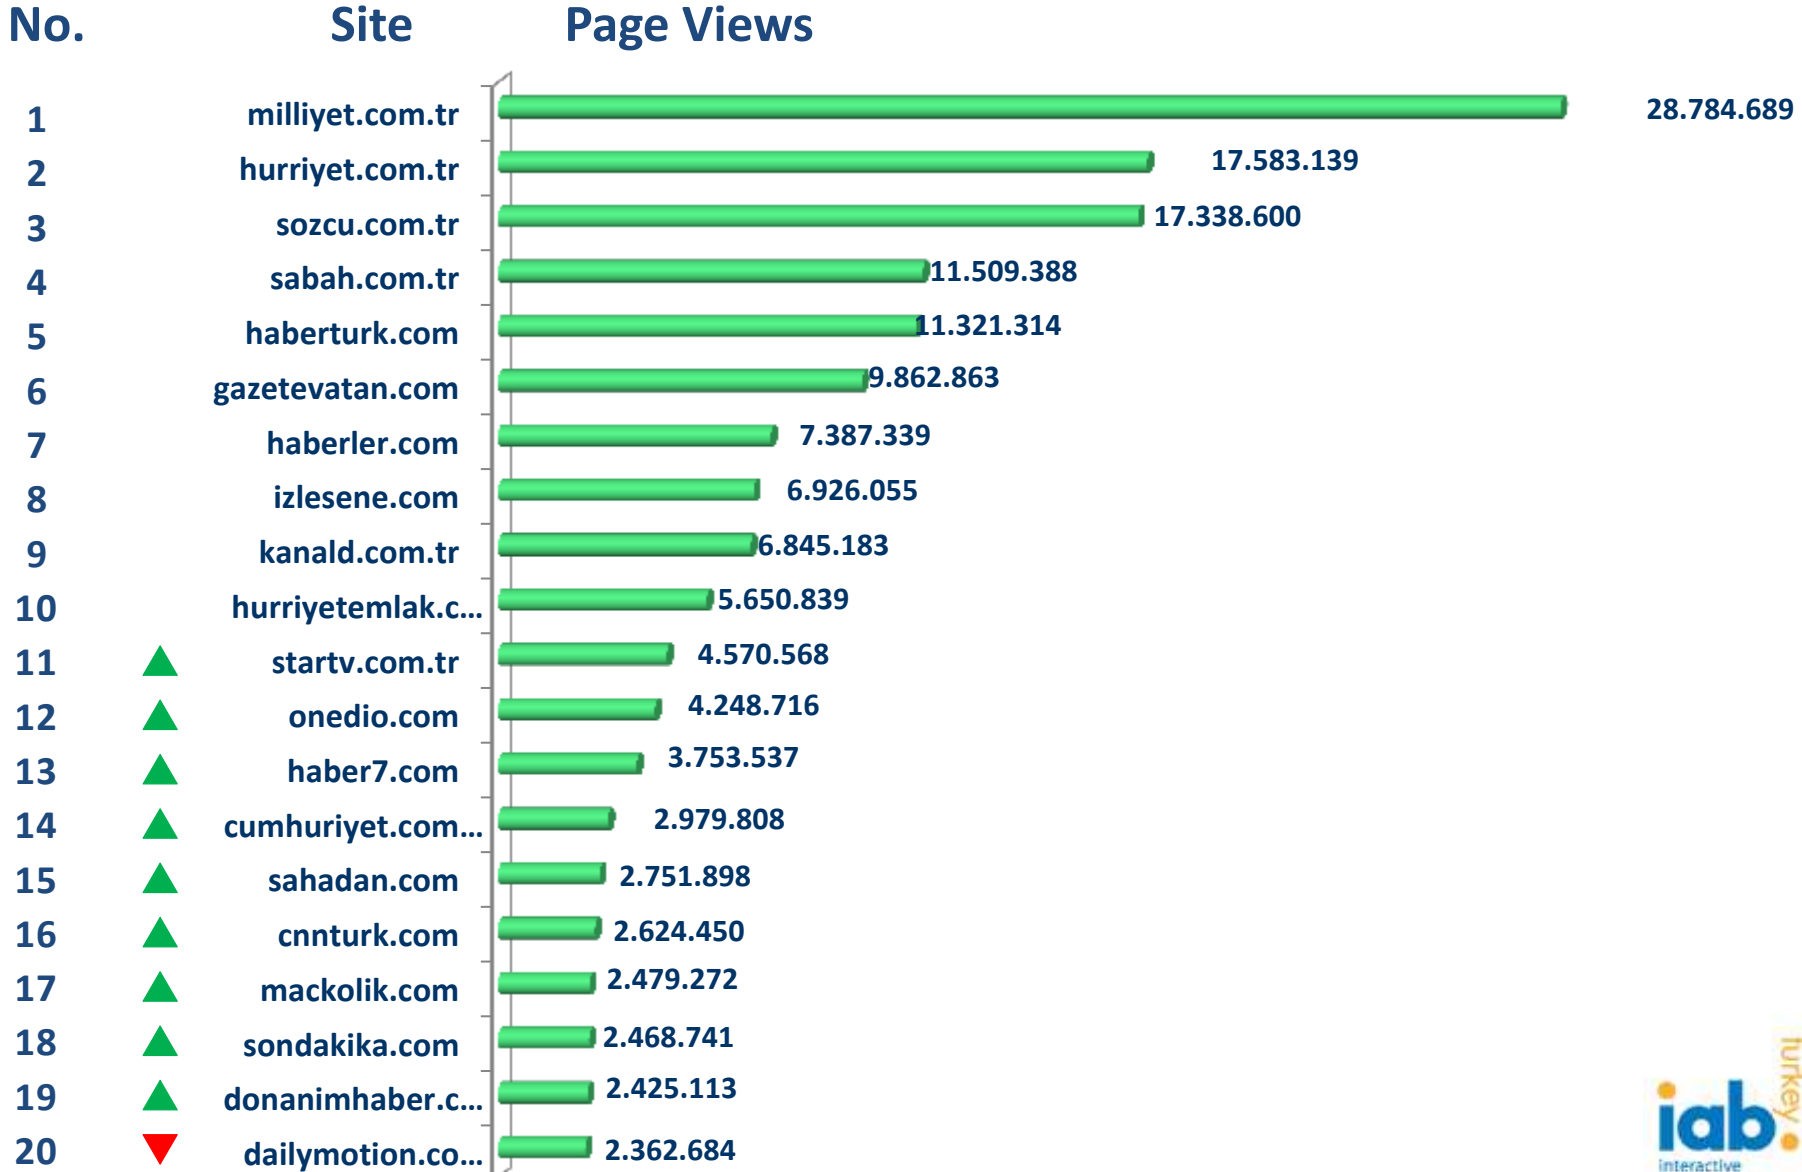 No. Site Page Views
1 milliyet.com.tr 28.784.689
2 hurriyet.com.tr 17.583.139
3 sozcu.com.tr 17.338.600
4 sabah.com.tr 11.509.388
5 haberturk.com 11.321.314
6 gazetevatan.com 9.862.863
7 haberler.com 7.387.339
8 izlesene.com 6.926.055
9 kanald.com.tr 6.845.183
10 hurriyetemlak.c... 5.650.839
11 startv.com.tr 4.570.568
12 onedio.com 4.248.716
13 haber7.com 3.753.537
14 cumhuriyet.com... 2.979.808
15 sahadan.com 2.751.898
16 cnnturk.com 2.624.450
17 mackolik.com 2.479.272
18 sondakika.com 2.468.741
19 donanimhaber.c... 2.425.113
20 dailymotion.co... 2.362.684
iab.
turkey
interactive